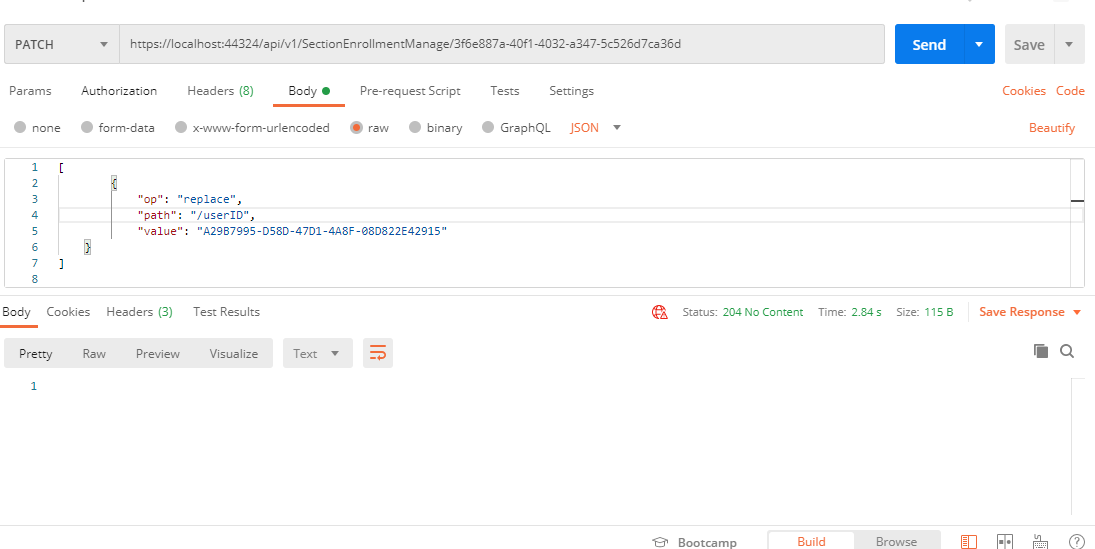 PATCH https://localhost:44324/api/v1/SectionEnrollmentManage/3f6e887a-40f1-4032-a347-5c526d7ca36d Send Save
Params Authorization Headers (8) Body Pre-request Script Tests Settings Cookies Code
none form-data x-www-form-urlencoded raw binary GraphQL JSON Beautify
1 [
2 {
3 "op": "replace",
4 "path": "/userID",
5 "value": "A29B7995-D58D-47D1-4A8F-08D822E42915"
6 }
7 ]
8
Body Cookies Headers (3) Test Results Status: 204 No Content Time: 2.84 s Size: 115 B Save Response
Pretty Raw Preview Visualize Text
1
Bootcamp Build Browse